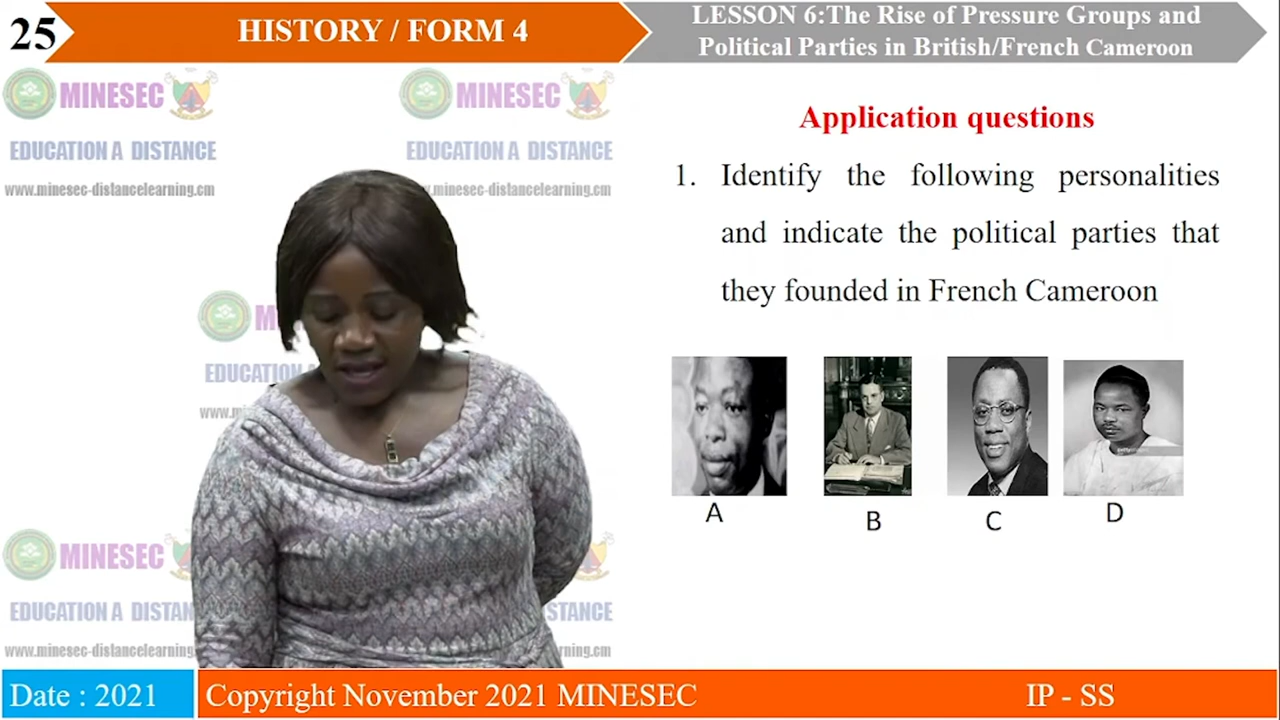 25
HISTORY / FORM 4
LESSON 6:The Rise of Pressure Groups and
Political Parties in British/French Cameroon
MINESEC
EDUCATION A DISTANCE
www.minesec-distancelearning.cm
MINESEC
EDUCATION A DISTANCE
www.minesec-distancelearning.cm
Application questions
1. Identify the following personalities
and indicate the political parties that
they founded in French Cameroon
A
B
C
D
MINESEC
EDUCATION A DISTAN
www.minesec-distancelearning
STANCE
Date : 2021
Copyright November 2021 MINESEC
IP - SS